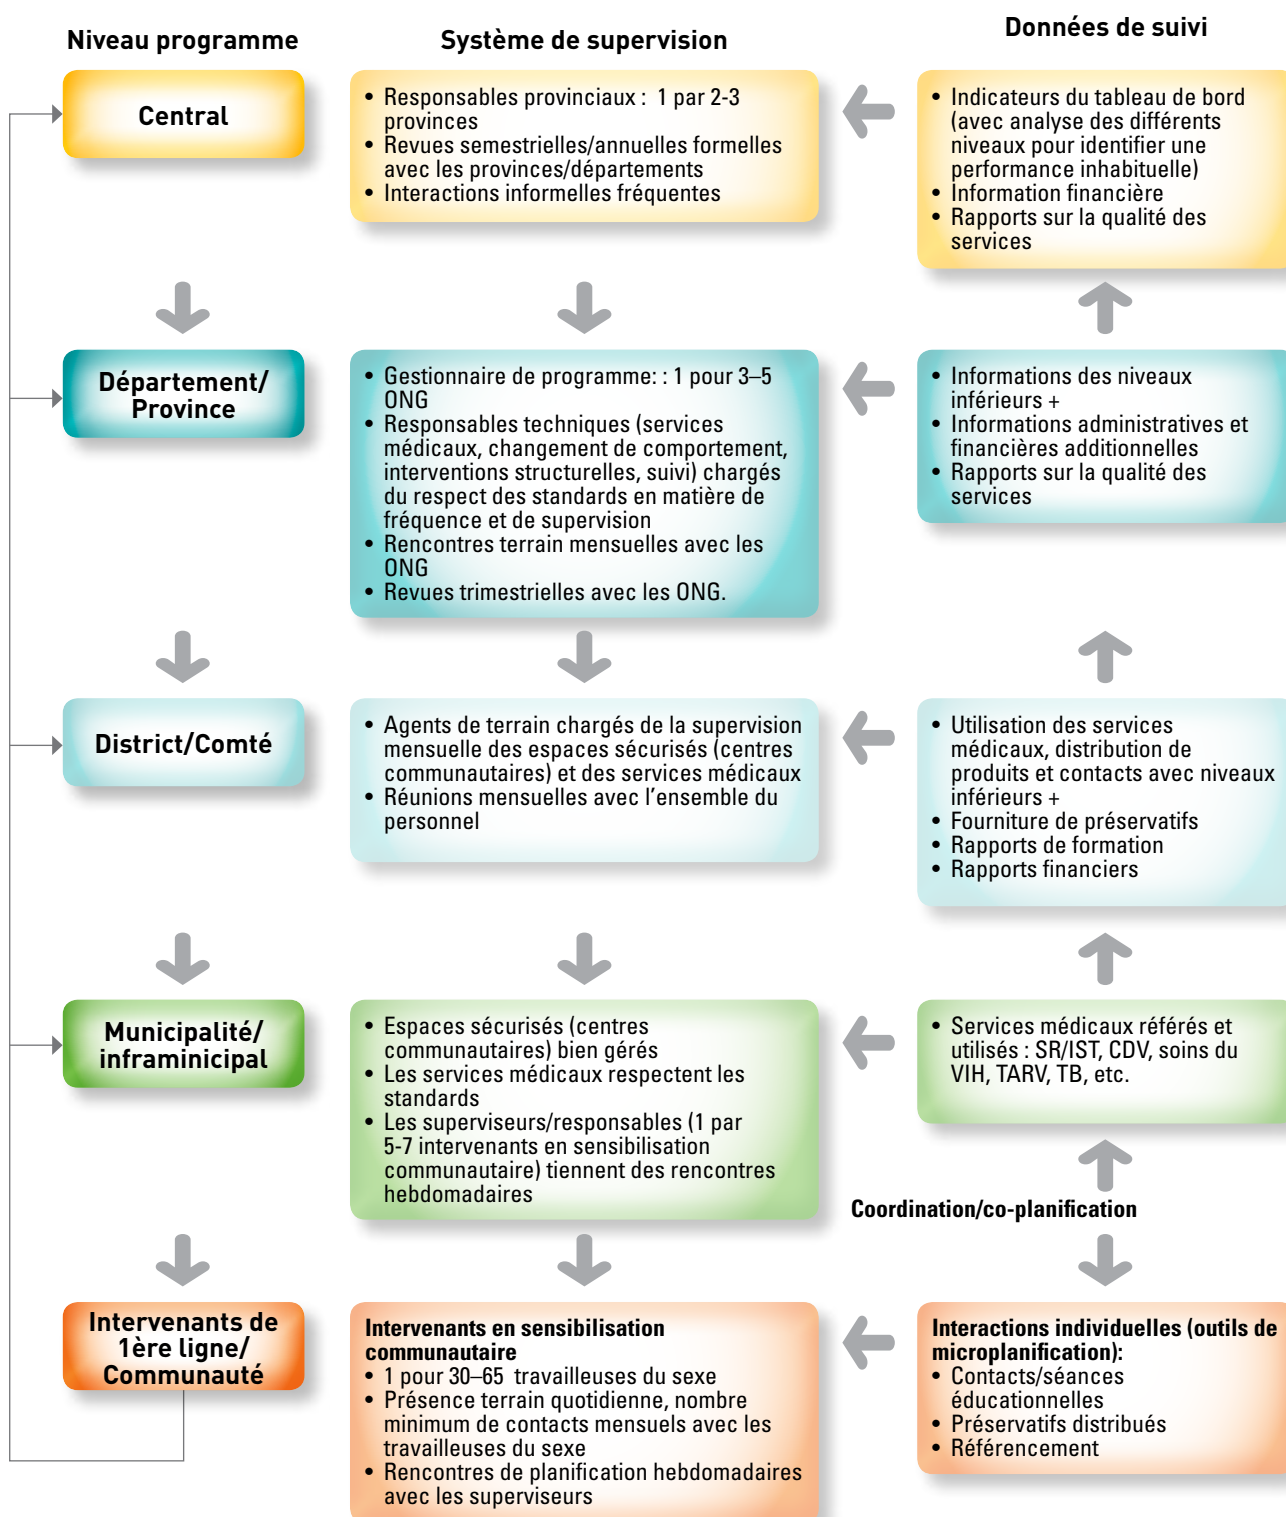 Niveau programme
Système de supervision
Données de suivi
Central
• Responsables provinciaux : 1 par 2-3
provinces
• Revues semestrielles/annuelles formelles
avec les provinces/départements
• Interactions informelles fréquentes
• Indicateurs du tableau de bord
(avec analyse des différents
niveaux pour identifier une
performance inhabituelle)
• Information financière
• Rapports sur la qualité des
services
Département/
Province
• Gestionnaire de programme: : 1 pour 3–5
ONG
• Responsables techniques (services
médicaux, changement de comportement,
interventions structurelles, suivi) chargés
du respect des standards en matière de
fréquence et de supervision
• Rencontres terrain mensuelles avec les
ONG
• Revues trimestrielles avec les ONG.
• Informations des niveaux
inférieurs +
• Informations administratives et
financières additionnelles
• Rapports sur la qualité des
services
District/Comté
• Agents de terrain chargés de la supervision
mensuelle des espaces sécurisés (centres
communautaires) et des services médicaux
• Réunions mensuelles avec l'ensemble du
personnel
• Utilisation des services
médicaux, distribution de
produits et contacts avec niveaux
inférieurs +
• Fourniture de préservatifs
• Rapports de formation
• Rapports financiers
Municipalité/
inframinicipal
• Espaces sécurisés (centres
communautaires) bien gérés
• Les services médicaux respectent les
standards
• Les superviseurs/responsables (1 par
5-7 intervenants en sensibilisation
communautaire) tiennent des rencontres
hebdomadaires
• Services médicaux référés et
utilisés : SR/IST, CDV, soins du
VIH, TARV, TB, etc.
Coordination/co-planification
Intervenants de
1ère ligne/
Communauté
Intervenants en sensibilisation
communautaire
• 1 pour 30–65 travailleuses du sexe
• Présence terrain quotidienne, nombre
minimum de contacts mensuels avec les
travailleuses du sexe
• Rencontres de planification hebdomadaires
avec les superviseurs
Interactions individuelles (outils de
microplanification):
• Contacts/séances
éducationnelles
• Préservatifs distribués
• Référencement